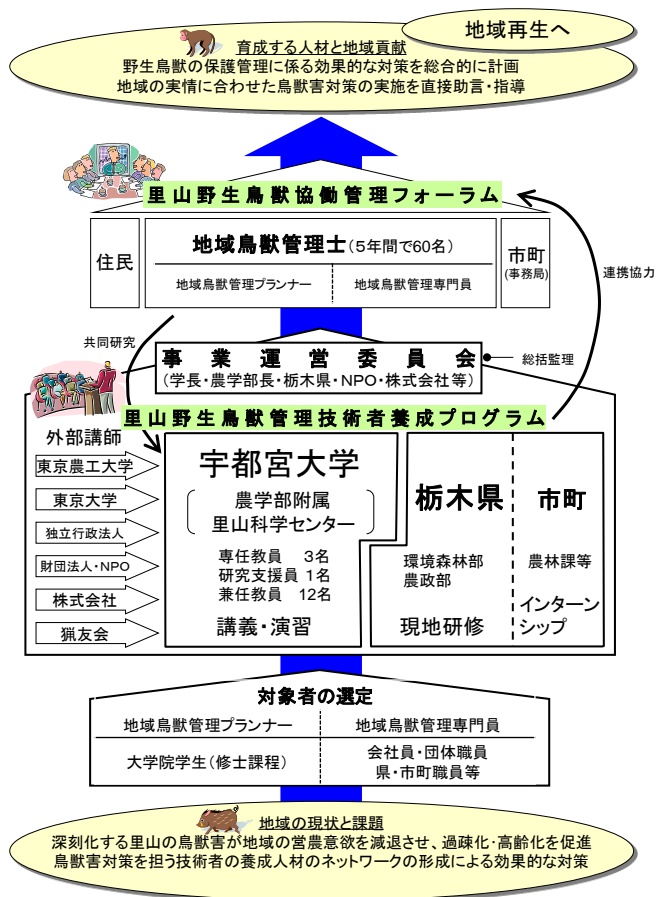 地域再生へ
育成する人材と地域貢献
野生鳥獣の保護管理に係る効果的な対策を総合的に計画
地域の実情に合わせた鳥獣害対策の実施を直接助言・指導
里山野生鳥獣協働管理フォーラム
住民
地域鳥獣管理士(5年間で60名)
地域鳥獣管理プランナー
地域鳥獣管理専門員
市町
(事務局)
連携協力
共同研究
事業運営委員会
(学長・農学部長・栃木県・NPO・株式会社等)
総括監理
里山野生鳥獣管理技術者養成プログラム
外部講師
東京農工大学
東京大学
独立行政法人
財団法人・NPO
株式会社
猟友会
宇都宮大学
農学部附属
里山科学センター
専任教員 3名
研究支援員 1名
兼任教員 12名
講義・演習
栃木県
環境森林部
農政部
現地研修
市町
農林課等
インターン
シップ
対象者の選定
地域鳥獣管理プランナー
地域鳥獣管理専門員
大学院学生(修士課程)
会社員・団体職員
県・市町職員等
地域の現状と課題
深刻化する里山の鳥獣害が地域の営農意欲を減退させ、過疎化・高齢化を促進
鳥獣害対策を担う技術者の養成人材のネットワークの形成による効果的な対策